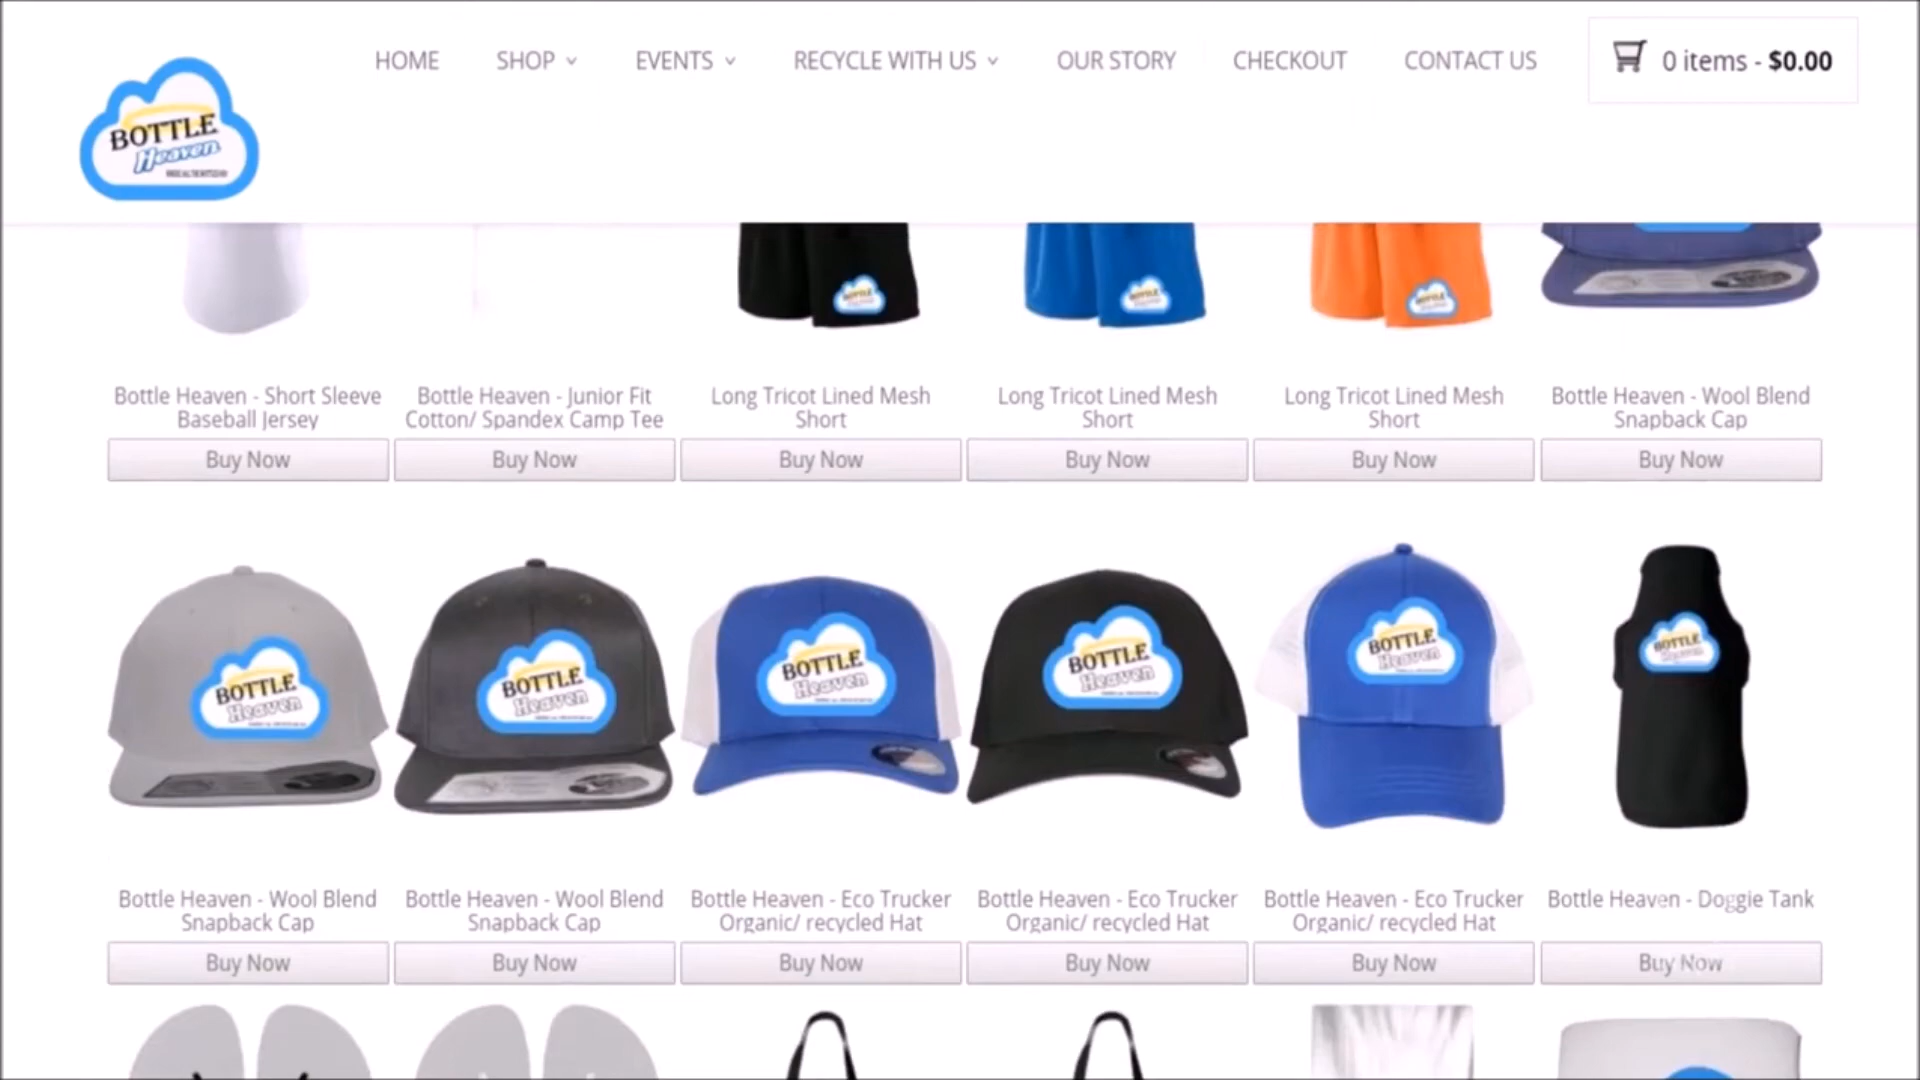 HOME SHOP EVENTS RECYCLE WITH US OUR STORY CHECKOUT CONTACT US 0 items - $0.00
BOTTLE
Heaven
BOTTLE
BOTTLE
BOTTLE
Bottle Heaven - Short Sleeve
Baseball Jersey
Bottle Heaven - Junior Fit
Cotton/ Spandex Camp Tee
Long Tricot Lined Mesh
Short
Long Tricot Lined Mesh
Short
Long Tricot Lined Mesh
Short
Bottle Heaven - Wool Blend
Snapback Cap
Buy Now
Buy Now
Buy Now
Buy Now
Buy Now
Buy Now
BOTTLE
Heaven
BOTTLE
Heaven
BOTTLE
Heaven
BOTTLE
Heaven
BOTTLE
Heaven
BOTTLE
Heaven
Bottle Heaven - Wool Blend
Snapback Cap
Bottle Heaven - Wool Blend
Snapback Cap
Bottle Heaven - Eco Trucker
Organic/ recycled Hat
Bottle Heaven - Eco Trucker
Organic/ recycled Hat
Bottle Heaven - Eco Trucker
Organic/ recycled Hat
Bottle Heaven - Doggie Tank
Buy Now
Buy Now
Buy Now
Buy Now
Buy Now
Buy Now